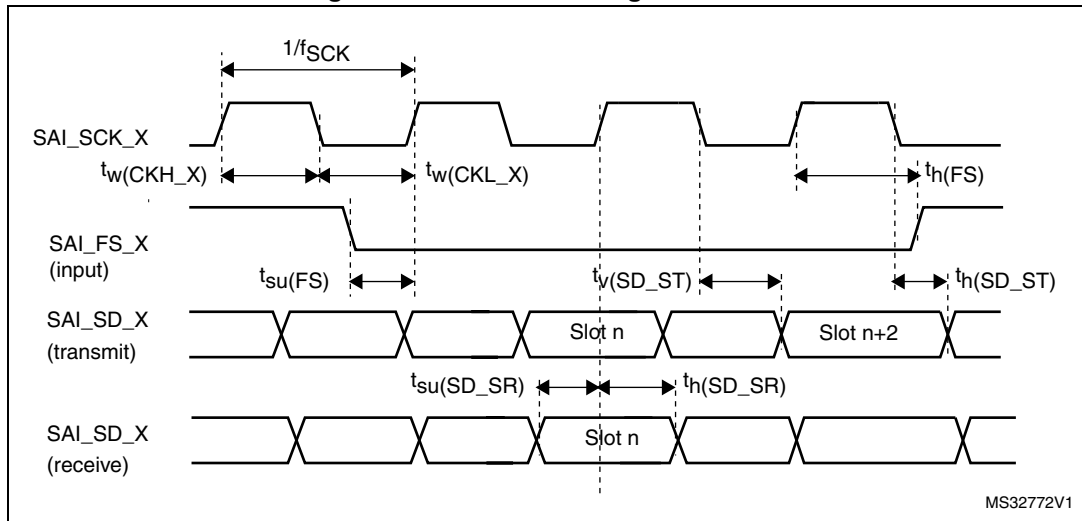 1/fSCK
SAI_SCK_X
tw(CKH_X) tw(CKL_X) th(FS)
SAI_FS_X
(input)
tsu(FS) tv(SD_ST) th(SD_ST)
SAI_SD_X
(transmit)
Slot n Slot n+2
tsu(SD_SR) th(SD_SR)
SAI_SD_X
(receive)
Slot n
MS32772V1